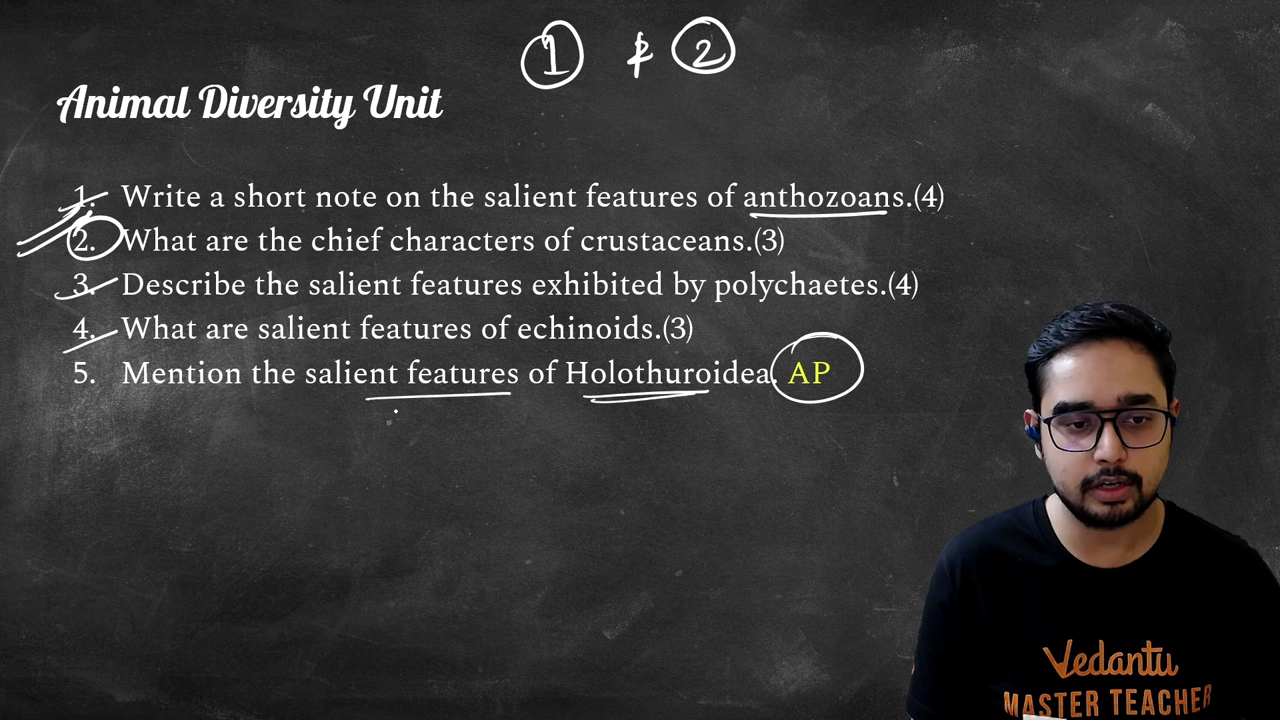 1 & 2
Animal Diversity Unit
1. Write a short note on the salient features of anthozoans.(4)
2. What are the chief characters of crustaceans.(3)
3. Describe the salient features exhibited by polychaetes.(4)
4. What are salient features of echinoids.(3)
5. Mention the salient features of Holothuroidea. AP
Vedantu
MASTER TEACHER